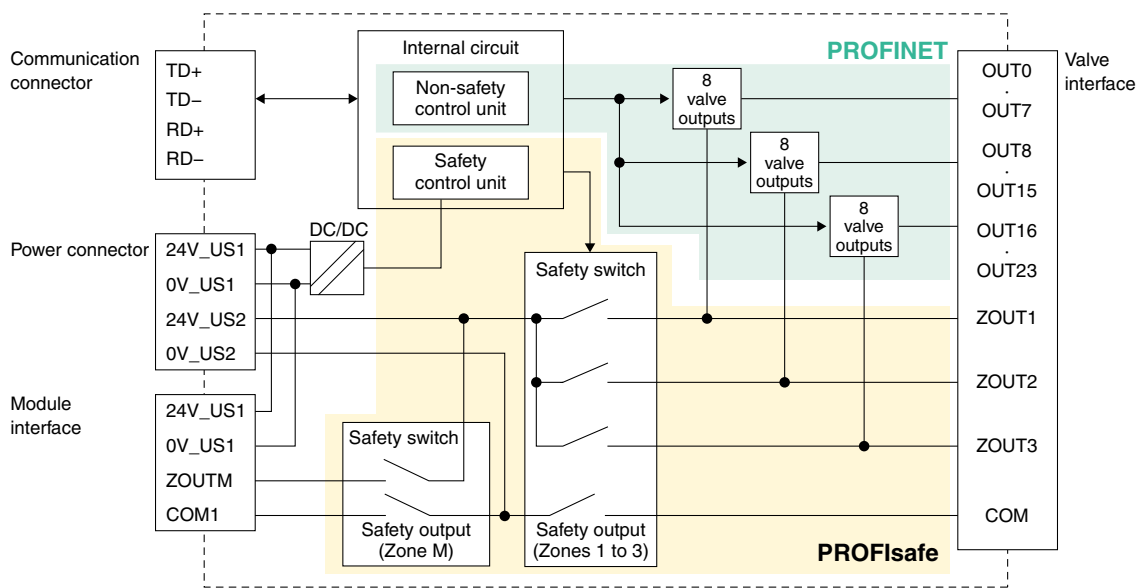 Communication
connector
TD+
TD−
RD+
RD−
Internal circuit
Non-safety
control unit
Safety
control unit
PROFINET
8
valve
outputs
8
valve
outputs
8
valve
outputs
Valve
interface
OUT0
·
OUT7
OUT8
·
OUT15
OUT16
·
OUT23
ZOUT1
ZOUT2
ZOUT3
COM
Power connector
24V_US1
0V_US1
24V_US2
0V_US2
DC/DC
Safety switch
Safety output
(Zones 1 to 3)
Module
interface
24V_US1
0V_US1
ZOUTM
COM1
Safety switch
Safety output
(Zone M)
PROFIsafe